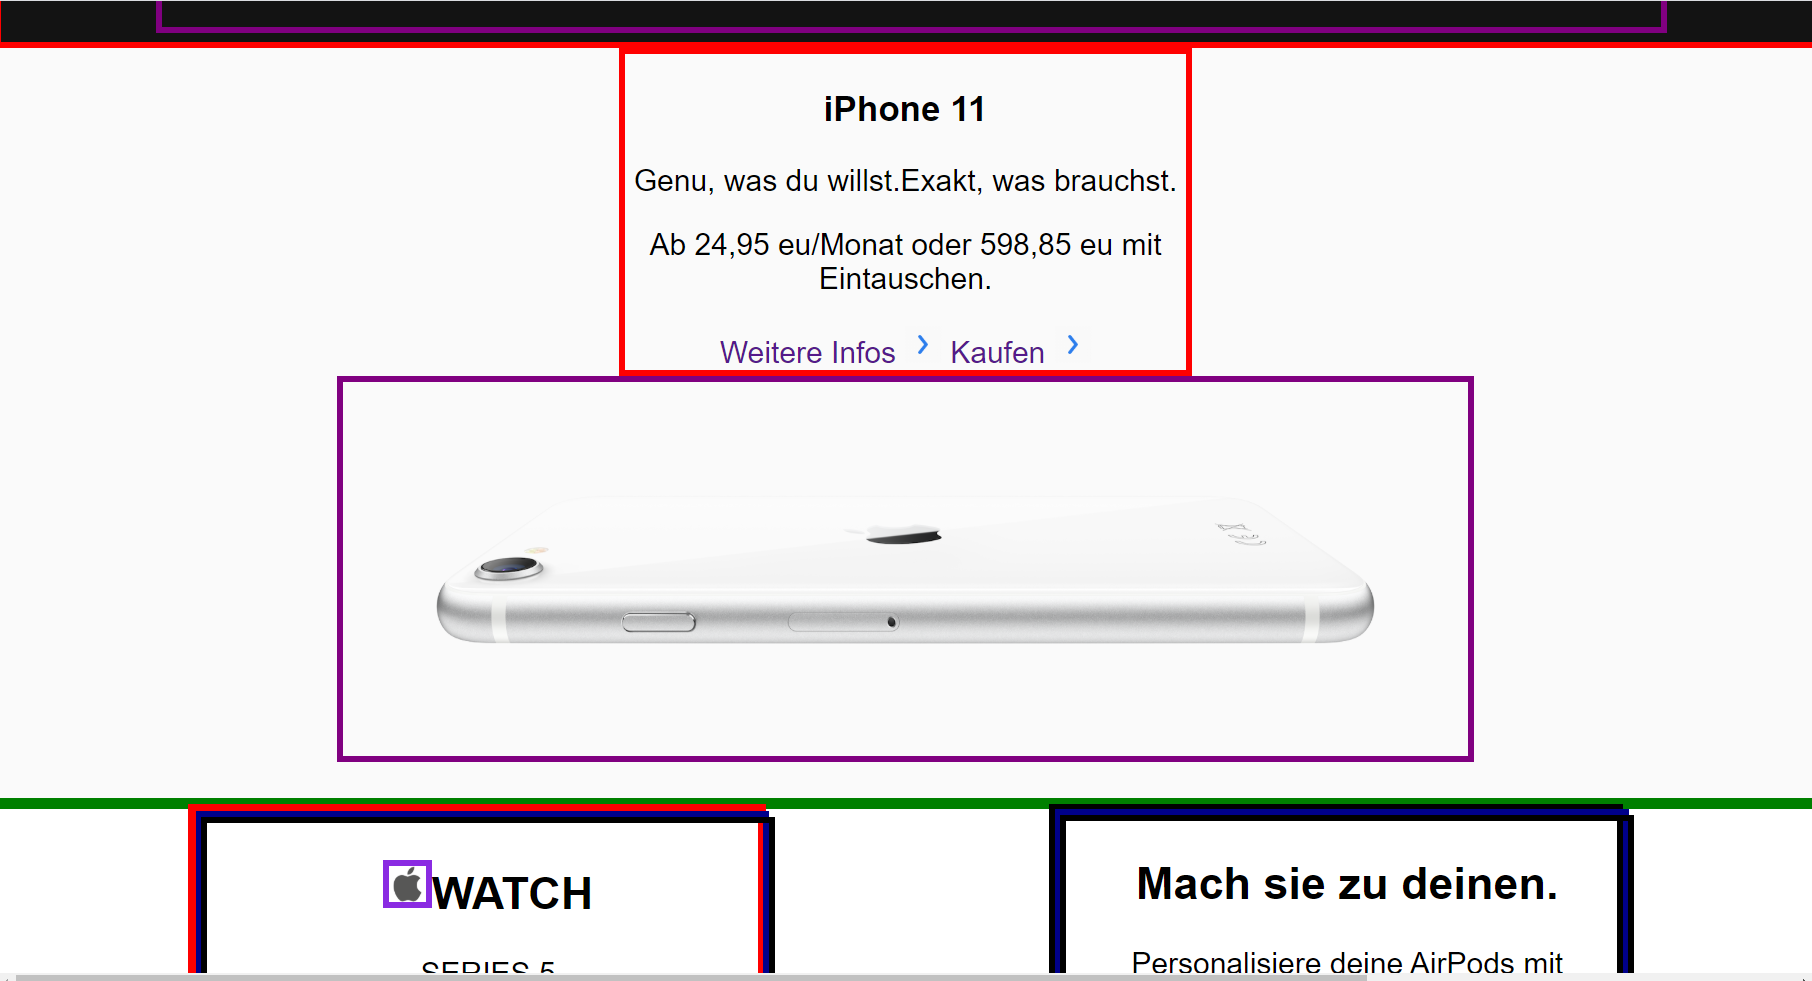 iPhone 11
Genu, was du willst.Exakt, was brauchst.
Ab 24,95 eu/Monat oder 598,85 eu mit
Eintauschen.
Weitere Infos › Kaufen ›
WATCH
SERIES 5
Mach sie zu deinen.
Personalisiere deine AirPods mit